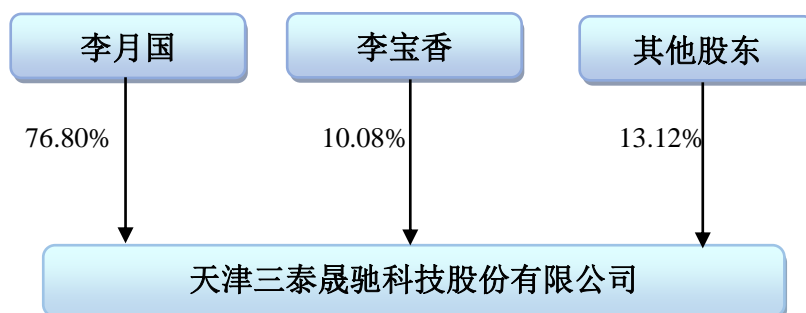 李月国
李宝香
其他股东
76.80%
10.08%
13.12%
天津三泰晟驰科技股份有限公司